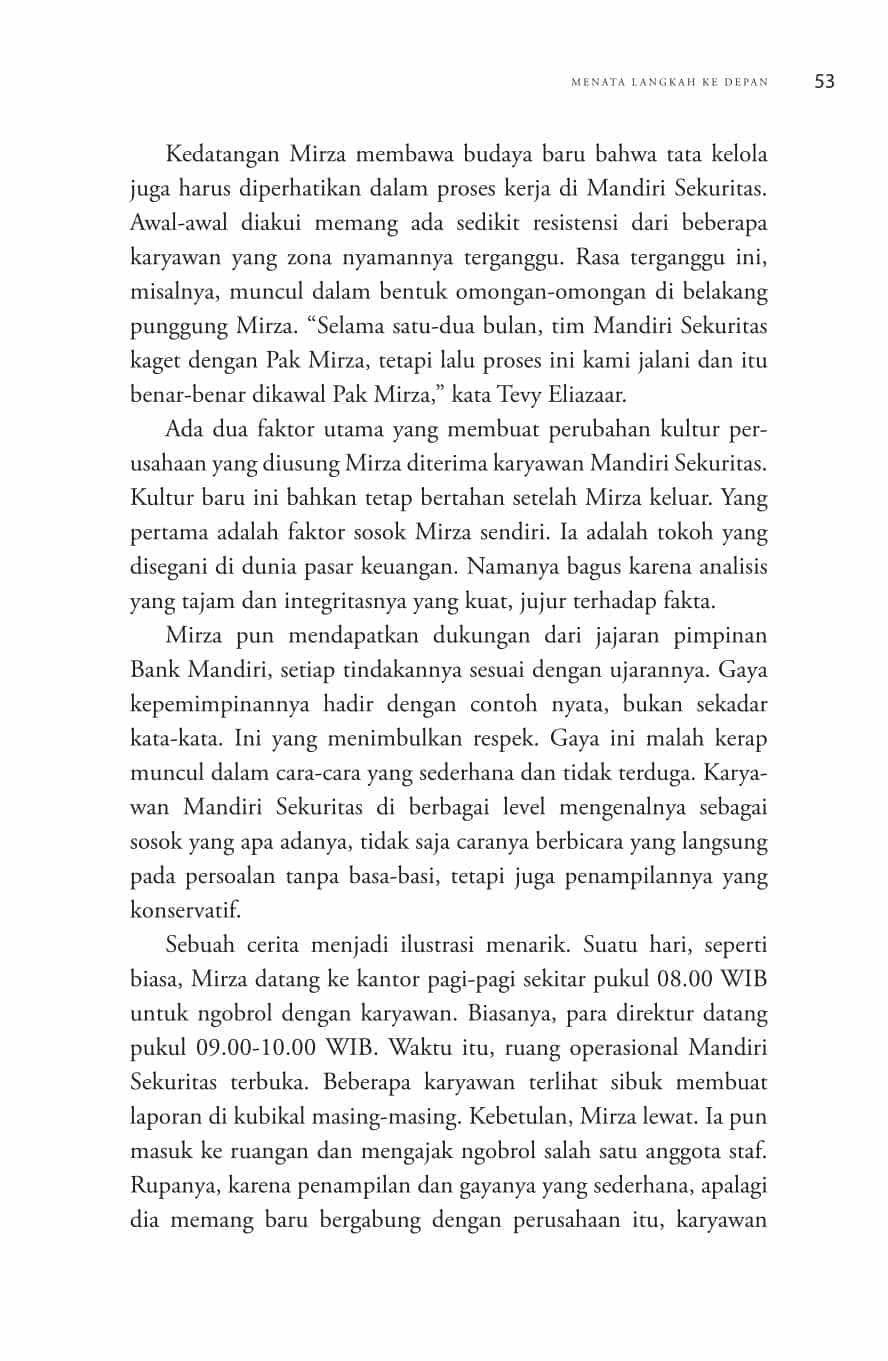 MENATA LANGKAH KE DEPAN 53
Kedatangan Mirza membawa budaya baru bahwa tata kelola
juga harus diperhatikan dalam proses kerja di Mandiri Sekuritas.
Awal-awal diakui memang ada sedikit resistensi dari beberapa
karyawan yang zona nyamannya terganggu. Rasa terganggu ini,
misalnya, muncul dalam bentuk omongan-omongan di belakang
punggung Mirza. “Selama satu-dua bulan, tim Mandiri Sekuritas
kaget dengan Pak Mirza, tetapi lalu proses ini kami jalani dan itu
benar-benar dikawal Pak Mirza,” kata Tevy Eliazaar.
Ada dua faktor utama yang membuat perubahan kultur per-
usahaan yang diusung Mirza diterima karyawan Mandiri Sekuritas.
Kultur baru ini bahkan tetap bertahan setelah Mirza keluar. Yang
pertama adalah faktor sosok Mirza sendiri. Ia adalah tokoh yang
disegani di dunia pasar keuangan. Namanya bagus karena analisis
yang tajam dan integritasnya yang kuat, jujur terhadap fakta.
Mirza pun mendapatkan dukungan dari jajaran pimpinan
Bank Mandiri, setiap tindakannya sesuai dengan ujarannya. Gaya
kepemimpinannya hadir dengan contoh nyata, bukan sekadar
kata-kata. Ini yang menimbulkan respek. Gaya ini malah kerap
muncul dalam cara-cara yang sederhana dan tidak terduga. Karya-
wan Mandiri Sekuritas di berbagai level mengenalnya sebagai
sosok yang apa adanya, tidak saja caranya berbicara yang langsung
pada persoalan tanpa basa-basi, tetapi juga penampilannya yang
konservatif.
Sebuah cerita menjadi ilustrasi menarik. Suatu hari, seperti
biasa, Mirza datang ke kantor pagi-pagi sekitar pukul 08.00 WIB
untuk ngobrol dengan karyawan. Biasanya, para direktur datang
pukul 09.00-10.00 WIB. Waktu itu, ruang operasional Mandiri
Sekuritas terbuka. Beberapa karyawan terlihat sibuk membuat
laporan di kubikal masing-masing. Kebetulan, Mirza lewat. Ia pun
masuk ke ruangan dan mengajak ngobrol salah satu anggota staf.
Rupanya, karena penampilan dan gayanya yang sederhana, apalagi
dia memang baru bergabung dengan perusahaan itu, karyawan